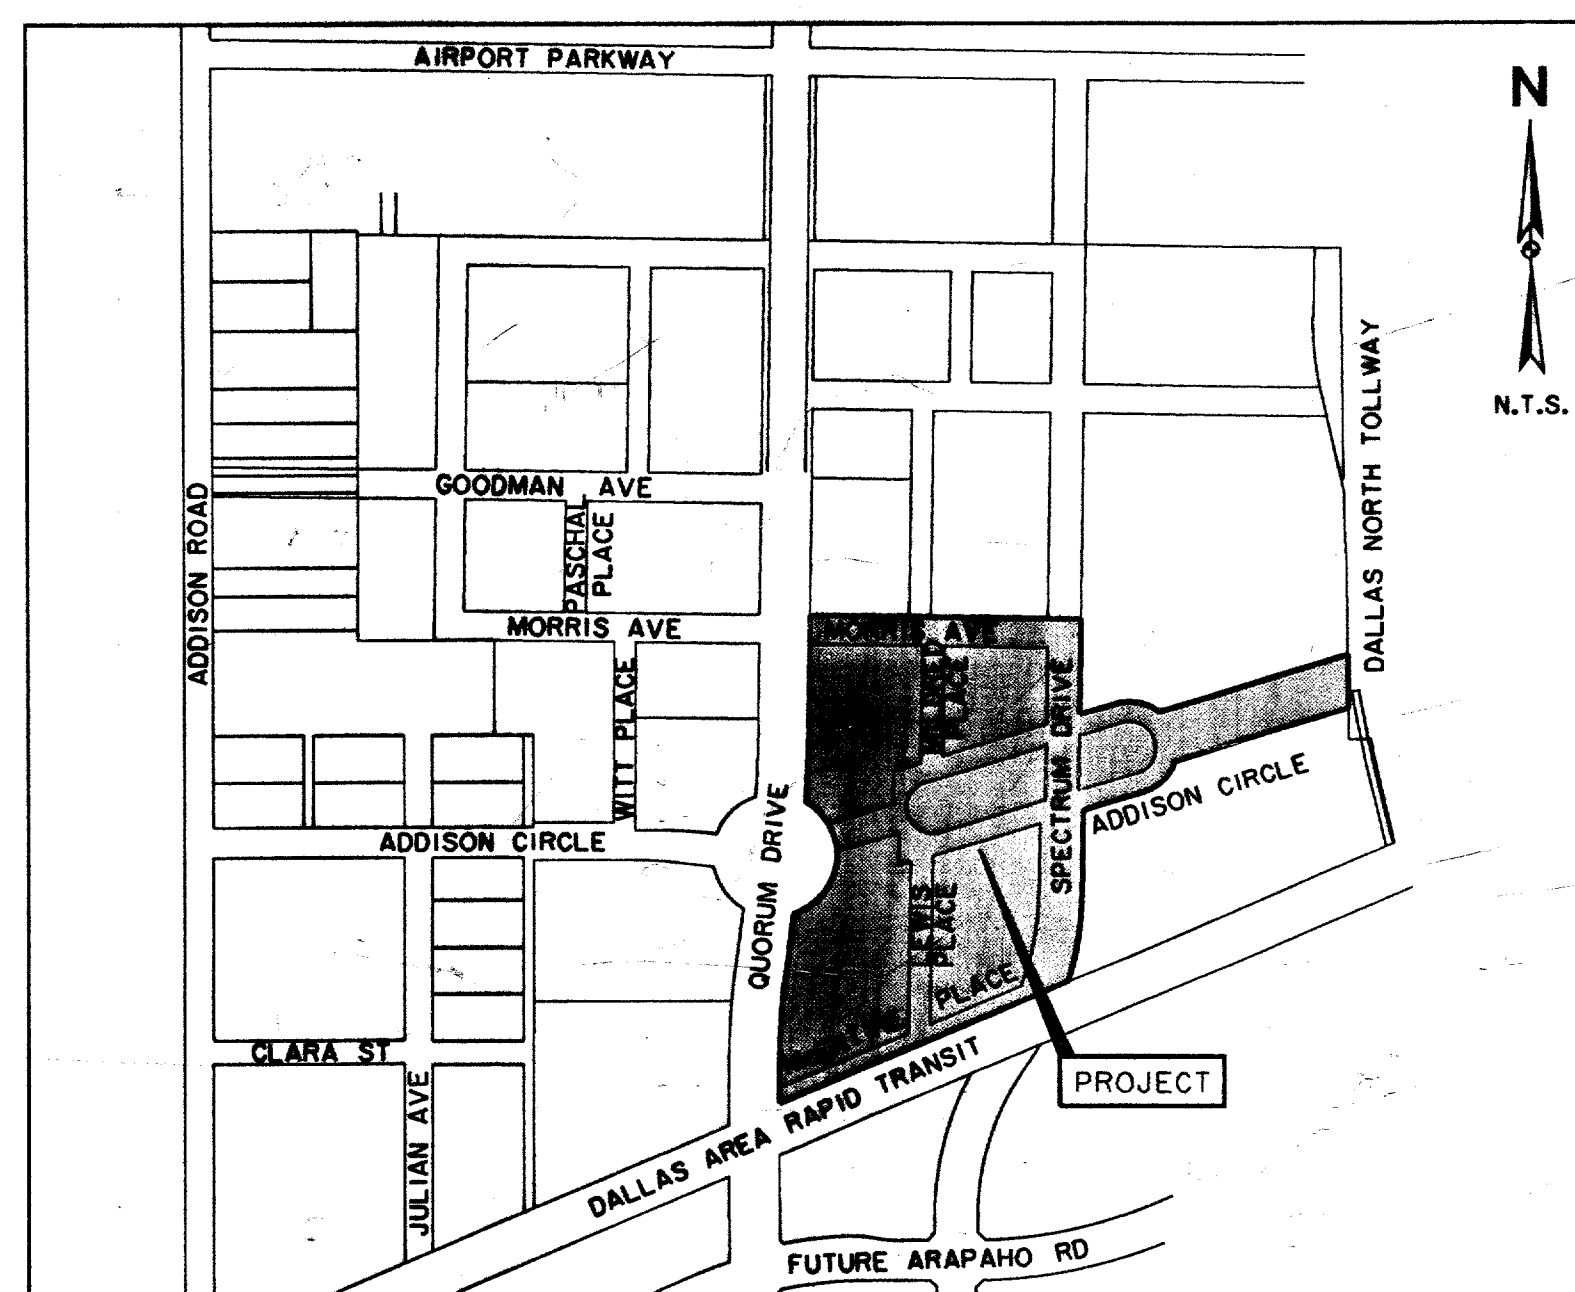 AIRPORT PARKWAY
N
N.T.S.
DALLAS NORTH TOLLWAY
ADDISON ROAD
GOODMAN AVE
PASCHAL
PLACE
MORRIS AVE
MORRIS AVE
PLACE
WITT PLACE
SPECTRUM DRIVE
ADDISON CIRCLE
ADDISON CIRCLE
QUORUM DRIVE
LEWIS
PLACE
PLACE
CLARA ST
JULIAN AVE
DALLAS AREA RAPID TRANSIT
PROJECT
FUTURE ARAPAHO RD